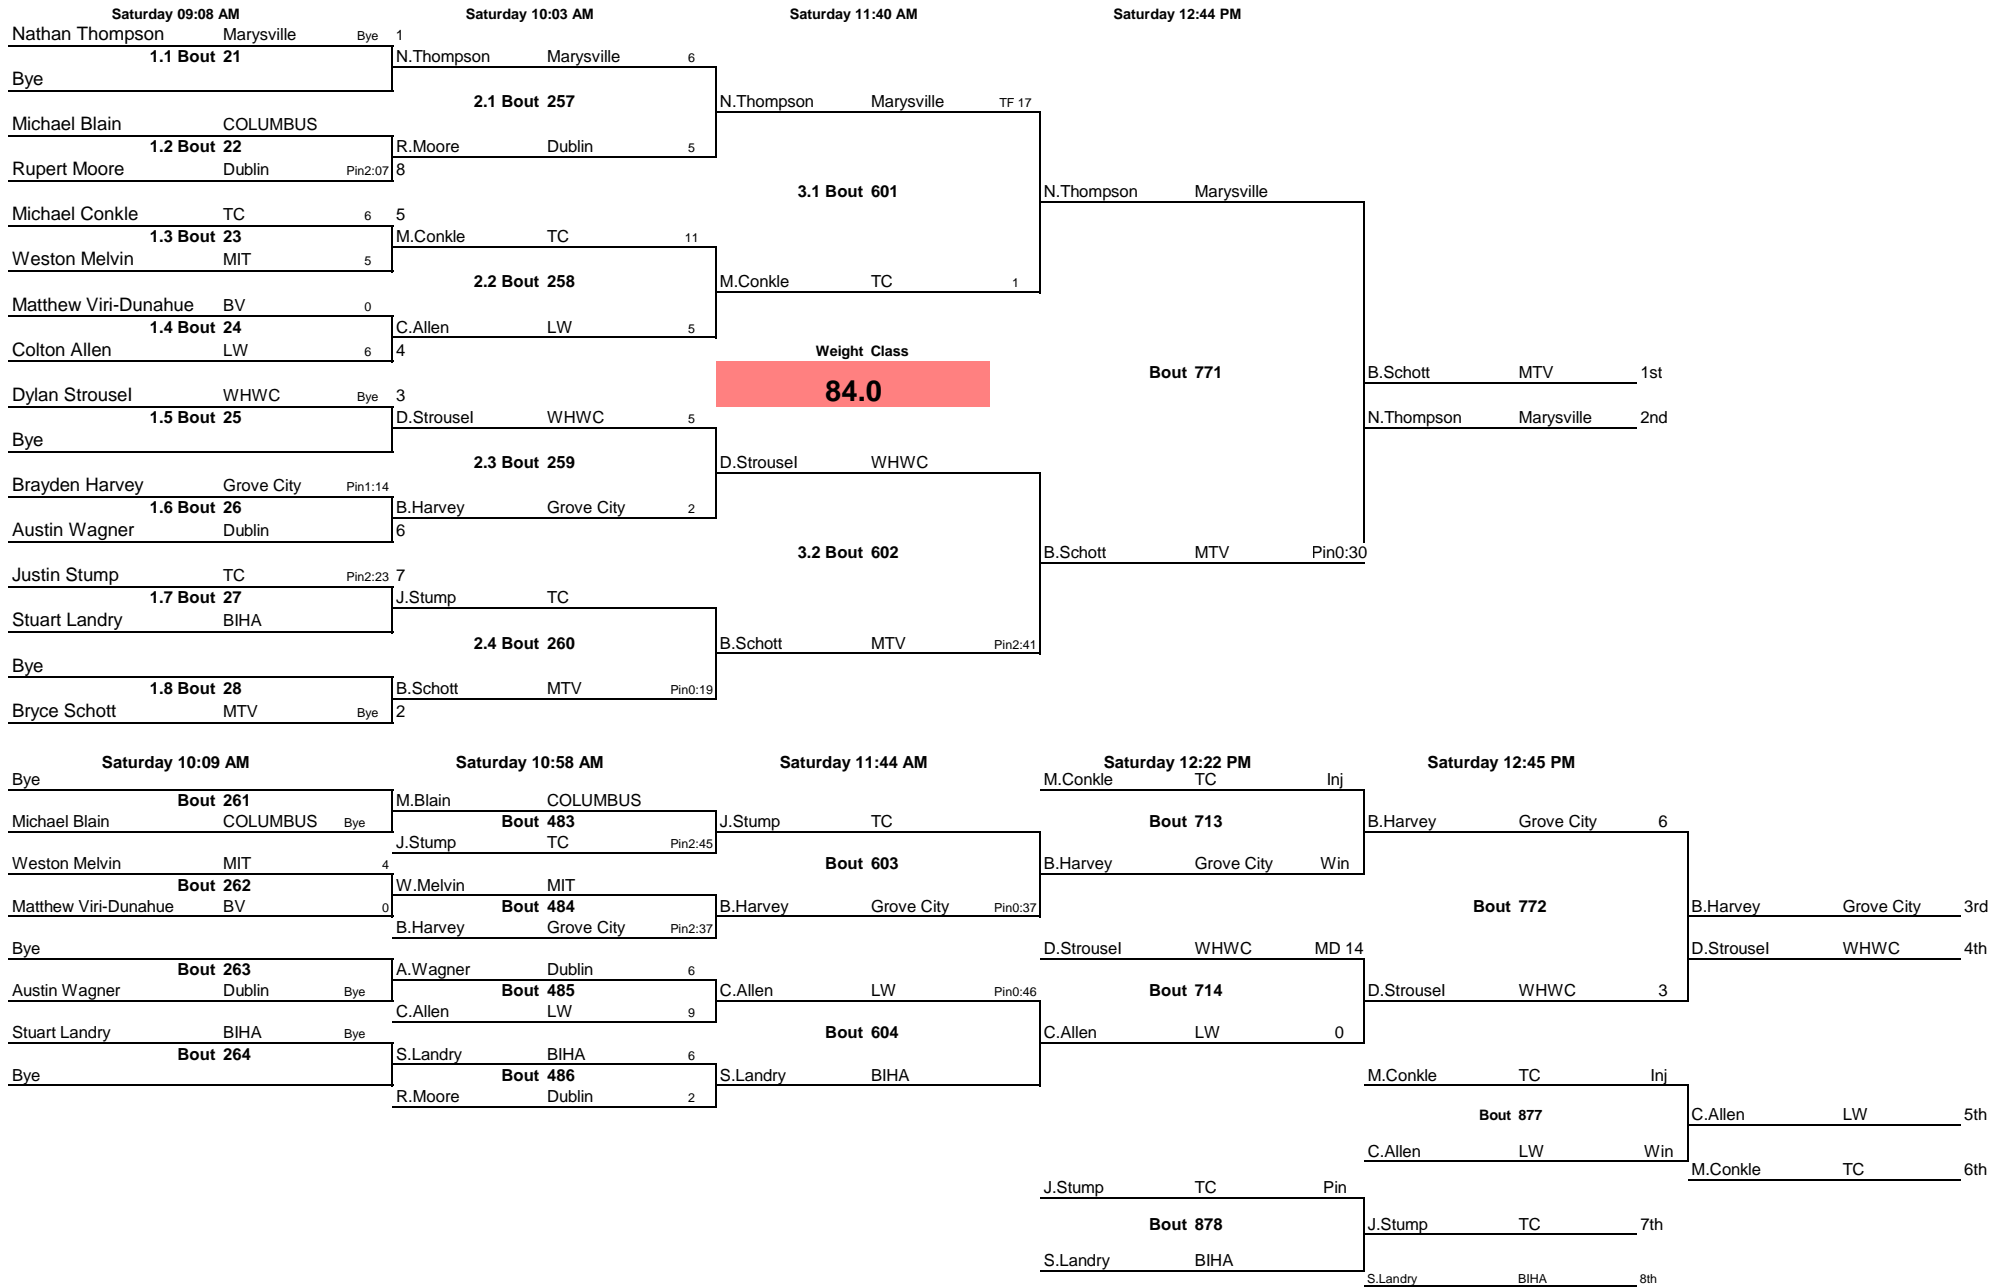 Saturday 09:08 AM Saturday 10:03 AM Saturday 11:40 AM Saturday 12:44 PM
Nathan Thompson Marysville Bye 1
1.1 Bout 21 N.Thompson Marysville 6
Bye
2.1 Bout 257 N.Thompson Marysville TF 17
Michael Blain COLUMBUS
1.2 Bout 22 R.Moore Dublin 5
Rupert Moore Dublin Pin2:07 8
3.1 Bout 601 N.Thompson Marysville
Michael Conkle TC 6 5
1.3 Bout 23 M.Conkle TC 11
Weston Melvin MIT 5
2.2 Bout 258 M.Conkle TC 1
Matthew Viri-Dunahue BV 0
1.4 Bout 24 C.Allen LW 5
Colton Allen LW 6 4
Weight Class
Bout 771 B.Schott MTV 1st
84.0
Dylan Strousel WHWC Bye 3
1.5 Bout 25 D.Strousel WHWC 5 N.Thompson Marysville 2nd
Bye
2.3 Bout 259 D.Strousel WHWC
Brayden Harvey Grove City Pin1:14
1.6 Bout 26 B.Harvey Grove City 2
Austin Wagner Dublin 6
3.2 Bout 602 B.Schott MTV Pin0:30
Justin Stump TC Pin2:23 7
1.7 Bout 27 J.Stump TC
Stuart Landry BIHA
2.4 Bout 260 B.Schott MTV Pin2:41
Bye
1.8 Bout 28 B.Schott MTV Pin0:19
Bryce Schott MTV Bye 2
Saturday 10:09 AM Saturday 10:58 AM Saturday 11:44 AM Saturday 12:22 PM Saturday 12:45 PM
Bye M.Conkle TC Inj
Bout 261 M.Blain COLUMBUS
Michael Blain COLUMBUS Bye Bout 483 J.Stump TC Bout 713 B.Harvey Grove City 6
J.Stump TC Pin2:45
Weston Melvin MIT 4 Bout 603 B.Harvey Grove City Win
Bout 262 W.Melvin MIT
Matthew Viri-Dunahue BV 0 Bout 484 B.Harvey Grove City Pin0:37 Bout 772 B.Harvey Grove City 3rd
B.Harvey Grove City Pin2:37
Bye D.Strousel WHWC MD 14 D.Strousel WHWC 4th
Bout 263 A.Wagner Dublin 6
Austin Wagner Dublin Bye Bout 485 C.Allen LW Pin0:46 Bout 714 D.Strousel WHWC 3
C.Allen LW 9
Stuart Landry BIHA Bye Bout 604 C.Allen LW 0
Bout 264 S.Landry BIHA 6
Bye Bout 486 S.Landry BIHA M.Conkle TC Inj
R.Moore Dublin 2
Bout 877 C.Allen LW 5th
C.Allen LW Win
M.Conkle TC 6th
J.Stump TC Pin
Bout 878 J.Stump TC 7th
S.Landry BIHA
S.Landry BIHA 8th